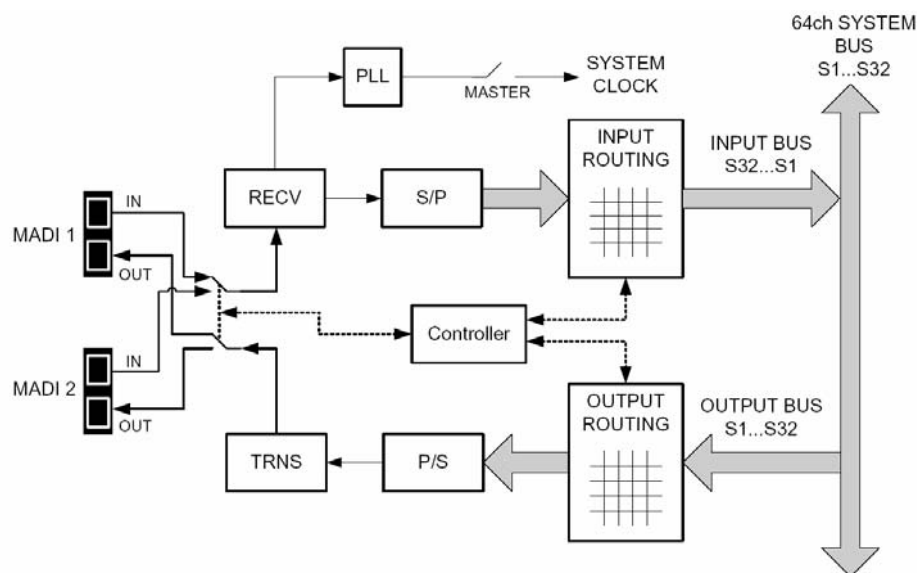 64ch SYSTEM
BUS
S1...S32
PLL
MASTER
SYSTEM
CLOCK
INPUT
ROUTING
INPUT BUS
S32...S1
RECV
S/P
MADI 1
IN
OUT
Controller
MADI 2
IN
OUT
OUTPUT
ROUTING
OUTPUT BUS
S1...S32
TRNS
P/S